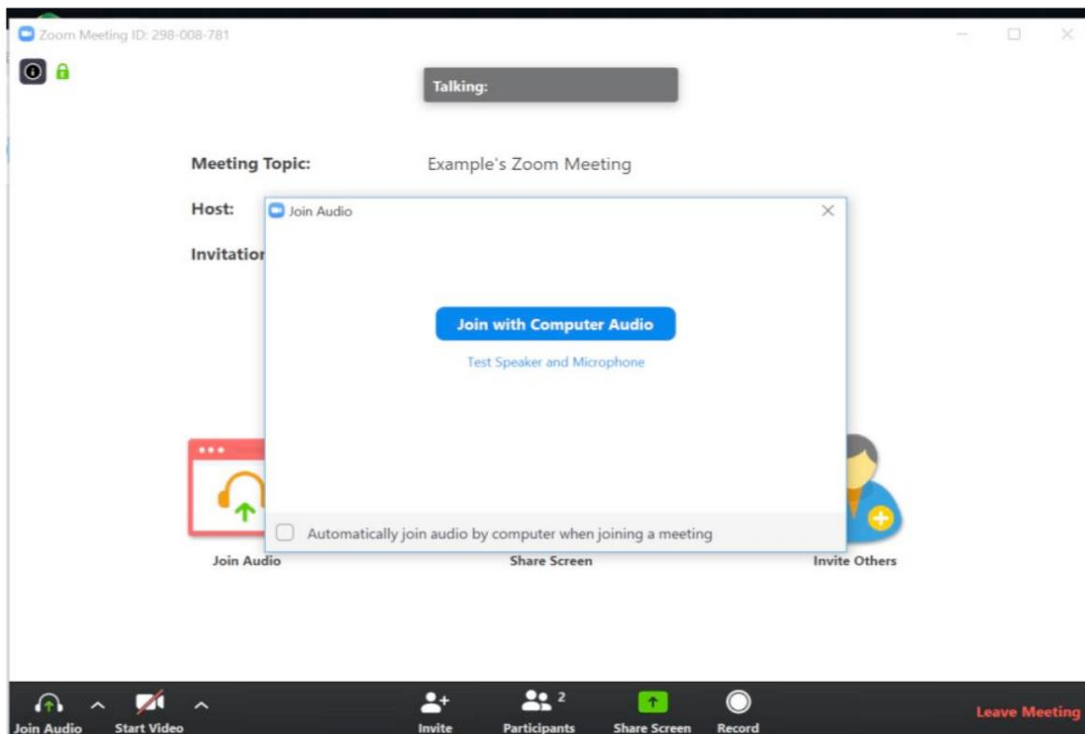 Zoom Meeting ID: 298-008-781
Talking:
Meeting Topic: Example's Zoom Meeting
Host:
Invitation
Join Audio
Join with Computer Audio
Test Speaker and Microphone
Automatically join audio by computer when joining a meeting
Join Audio Share Screen Invite Others
2
Join Audio Start Video Invite Participants Share Screen Record Leave Meeting